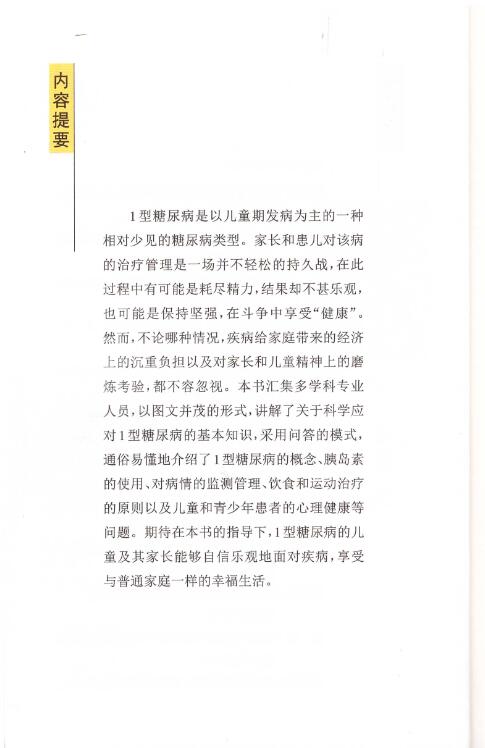 内容提要
1型糖尿病是以儿童期发病为主的一种
相对少见的糖尿病类型。家长和患儿对该病
的治疗管理是一场并不轻松的持久战，在此
过程中有可能是耗尽精力，结果却不甚乐观，
也可能是保持坚强，在斗争中享受“健康”。
然而，不论哪种情况，疾病给家庭带来的经济
上的沉重负担以及对家长和儿童精神上的磨
炼考验，都不容忽视。本书汇集多学科专业
人员，以图文并茂的形式，讲解了关于科学应
对1型糖尿病的基本知识，采用问答的模式，
通俗易懂地介绍了1型糖尿病的概念、胰岛素
的使用、对病情的监测管理、饮食和运动治疗
的原则以及儿童和青少年患者的心理健康等
问题。期待在本书的指导下，1型糖尿病的儿
童及其家长能够自信乐观地面对疾病，享受
与普通家庭一样的幸福生活。